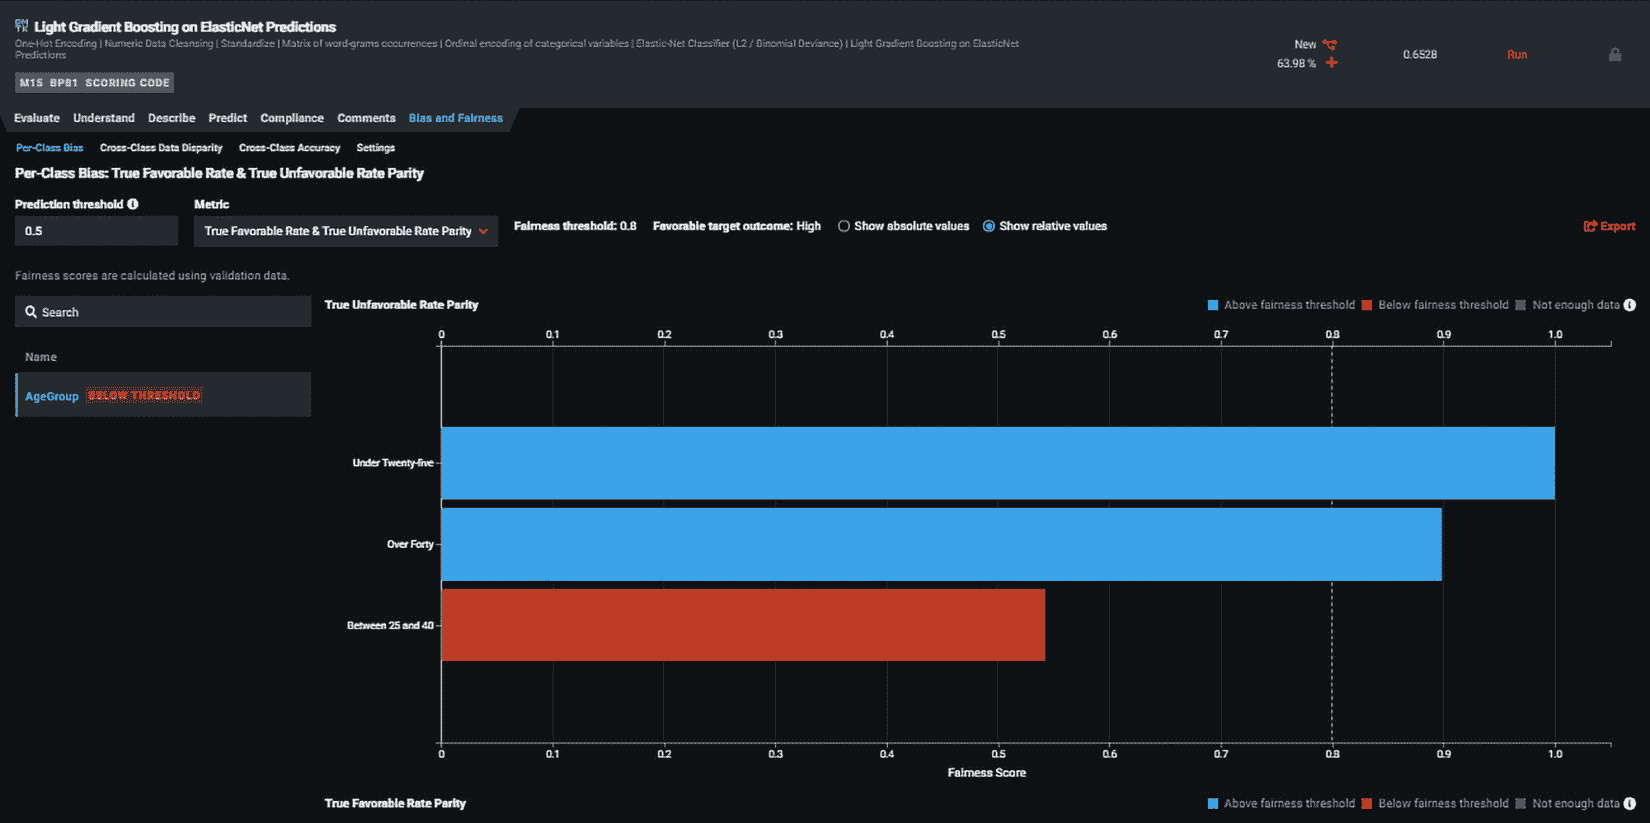 Light Gradient Boosting on ElasticNet Predictions
One-Hot Encoding | Numeric Data Cleansing | Standardize | Matrix of word-grams occurrences | Ordinal encoding of categorical variables | Elastic-Net Classifier (L2 / Binomial Deviance) | Light Gradient Boosting on ElasticNet
Predictions
New
63.98 %
0.6528
Run
M15 BP81 SCORING CODE
Evaluate Understand Describe Predict Compliance Comments Bias and Fairness
Per-Class Bias Cross-Class Data Disparity Cross-Class Accuracy Settings
Per-Class Bias: True Favorable Rate & True Unfavorable Rate Parity
Prediction threshold Metric
0.5 True Favorable Rate & True Unfavorable Rate Parity Fairness threshold: 0.8 Favorable target outcome: High Show absolute values Show relative values Export
Fairness scores are calculated using validation data.
Search
Name
AgeGroup BELOW THRESHOLD
True Unfavorable Rate Parity Above fairness threshold Below fairness threshold Not enough data
0 0.1 0.2 0.3 0.4 0.5 0.6 0.7 0.8 0.9 1.0
Under Twenty-five
Over Forty
Between 25 and 40
0 0.1 0.2 0.3 0.4 0.5 0.6 0.7 0.8 0.9 1.0
Fairness Score
True Favorable Rate Parity Above fairness threshold Below fairness threshold Not enough data